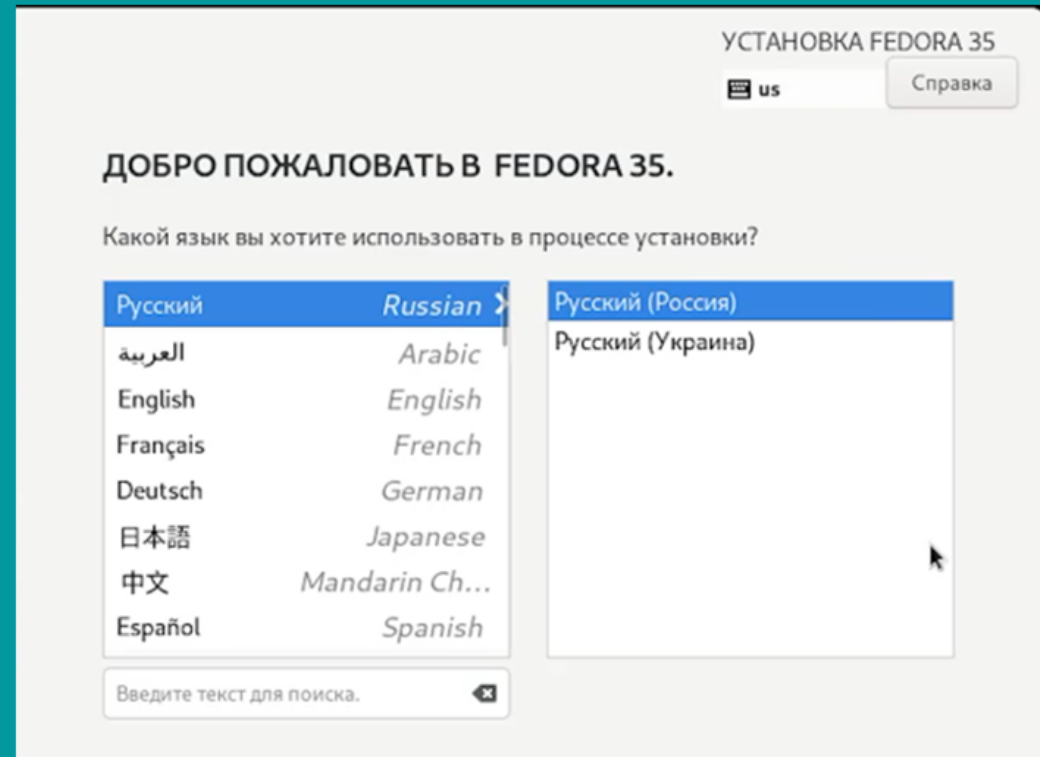 УСТАНОВКА FEDORA 35
us
Справка
ДОБРО ПОЖАЛОВАТЬ В FEDORA 35.
Какой язык вы хотите использовать в процессе установки?
Русский Russian
العربية Arabic
English English
Français French
Deutsch German
日本語 Japanese
中文 Mandarin Ch...
Español Spanish
Введите текст для поиска.
Русский (Россия)
Русский (Украина)